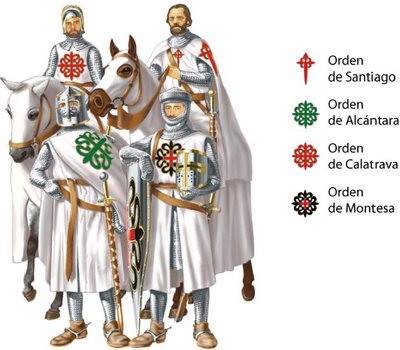 Orden
de Santiago
Orden
de Alcántara
Orden
de Calatrava
Orden
de Montesa